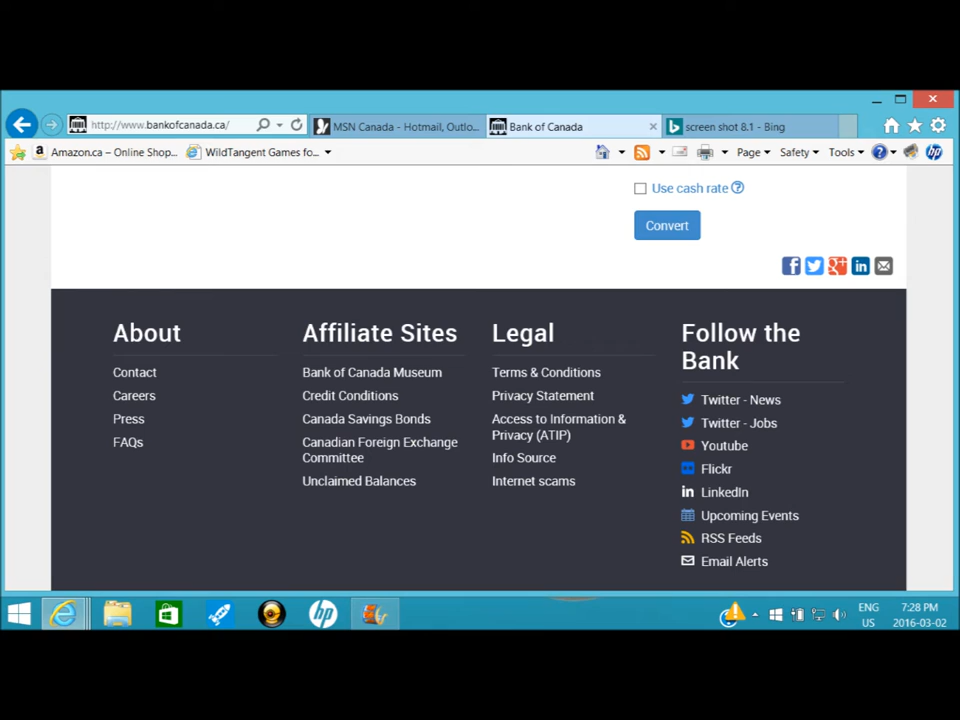 http://www.bankofcanada.ca/
MSN Canada - Hotmail, Outlo...
Bank of Canada
screen shot 8.1 - Bing
Amazon.ca – Online Shop...
WildTangent Games fo...
Page
Safety
Tools
Use cash rate
Convert
About
Contact
Careers
Press
FAQs
Affiliate Sites
Bank of Canada Museum
Credit Conditions
Canada Savings Bonds
Canadian Foreign Exchange
Committee
Unclaimed Balances
Legal
Terms & Conditions
Privacy Statement
Access to Information &
Privacy (ATIP)
Info Source
Internet scams
Follow the
Bank
Twitter - News
Twitter - Jobs
Youtube
Flickr
LinkedIn
Upcoming Events
RSS Feeds
Email Alerts
hp
ENG
US
7:28 PM
2016-03-02